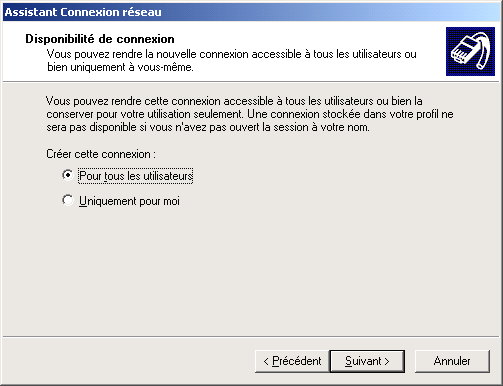 Assistant Connexion réseau
Disponibilité de connexion
Vous pouvez rendre la nouvelle connexion accessible à tous les utilisateurs ou
bien uniquement à vous-même.
Vous pouvez rendre cette connexion accessible à tous les utilisateurs ou bien la
conserver pour votre utilisation seulement. Une connexion stockée dans votre profil ne
sera pas disponible si vous n'avez pas ouvert la session à votre nom.
Créer cette connexion :
Pour tous les utilisateurs
Uniquement pour moi
< Précédent
Suivant >
Annuler